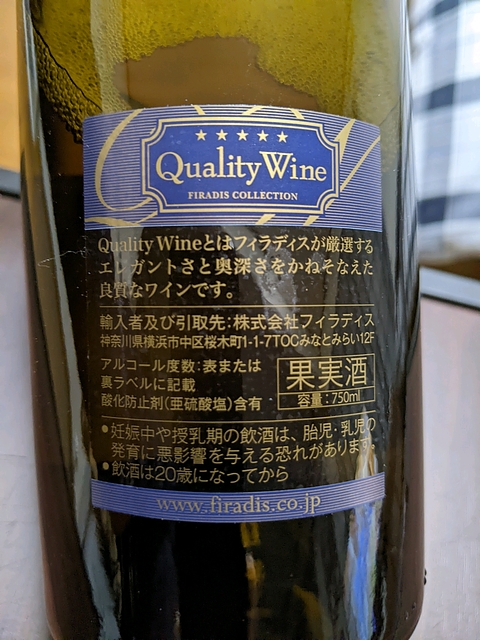 ★★★★★
Quality Wine
FIRADIS COLLECTION
Quality Wineとはフィラディスが厳選する
エレガントさと奥深さをかねそなえた
良質なワインです。
輸入者及び引取先:株式会社フィラディス
神奈川県横浜市中区桜木町1-1-7TOCみなとみらい12F
アルコール度数:表または
裏ラベルに記載
酸化防止剤(亜硫酸塩)含有
果実酒
容量:750ml
•妊娠中や授乳期の飲酒は、胎児・乳児の
発育に悪影響を与える恐れがあります。
•飲酒は20歳になってから
www.firadis.co.jp